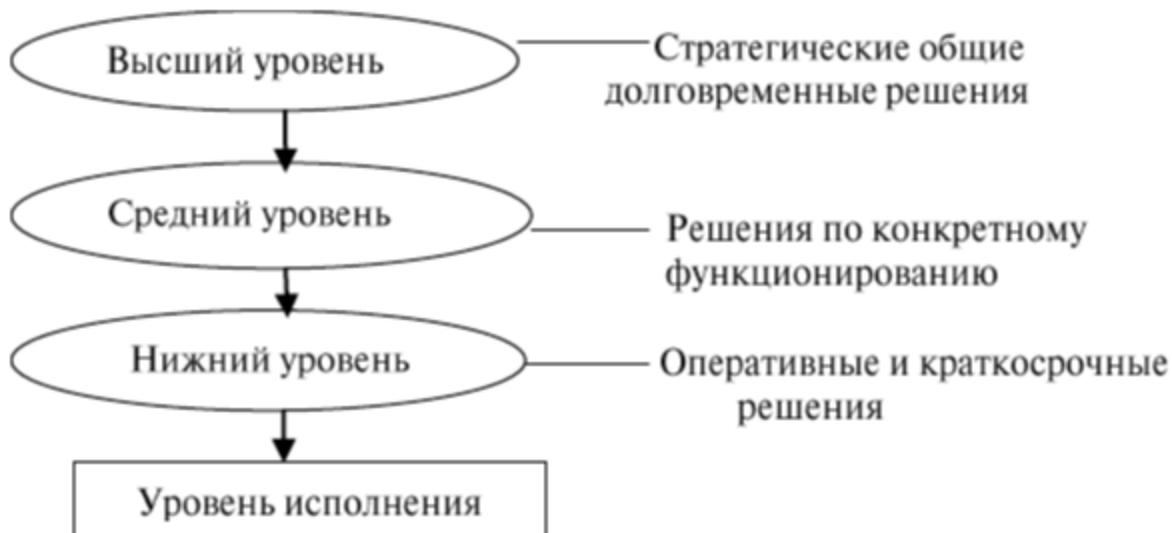 Высший уровень
Стратегические общие
долговременные решения
Средний уровень
Решения по конкретному
функционированию
Нижний уровень
Оперативные и краткосрочные
решения
Уровень исполнения